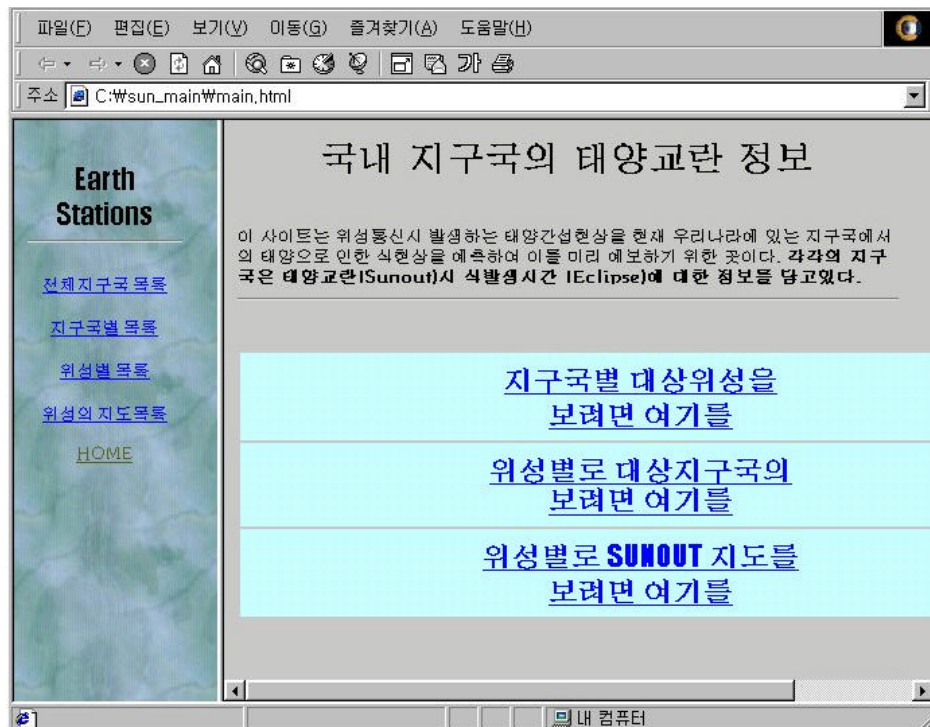 파일(F) 편집(E) 보기(V) 이동(G) 즐겨찾기(A) 도움말(H)
가
주소 C:₩sun_main₩main.html
Earth
Stations
전체지구국 목록
지구국별 목록
위성별 목록
위성의 지도목록
HOME
국내 지구국의 태양교란 정보
이 사이트는 위성통신시 발생하는 태양간섭현상을 현재 우리나라에 있는 지구국에서
의 태양으로 인한 식현상을 예측하여 이를 미리 예보하기 위한 곳이다. 각각의 지구
국은 태양교란(Sunout)시 식발생시간 (Eclipse)에 대한 정보를 담고있다.
지구국별 대상위성을
보려면 여기를
위성별로 대상지구국의
보려면 여기를
위성별로 SUNOUT 지도를
보려면 여기를
내 컴퓨터